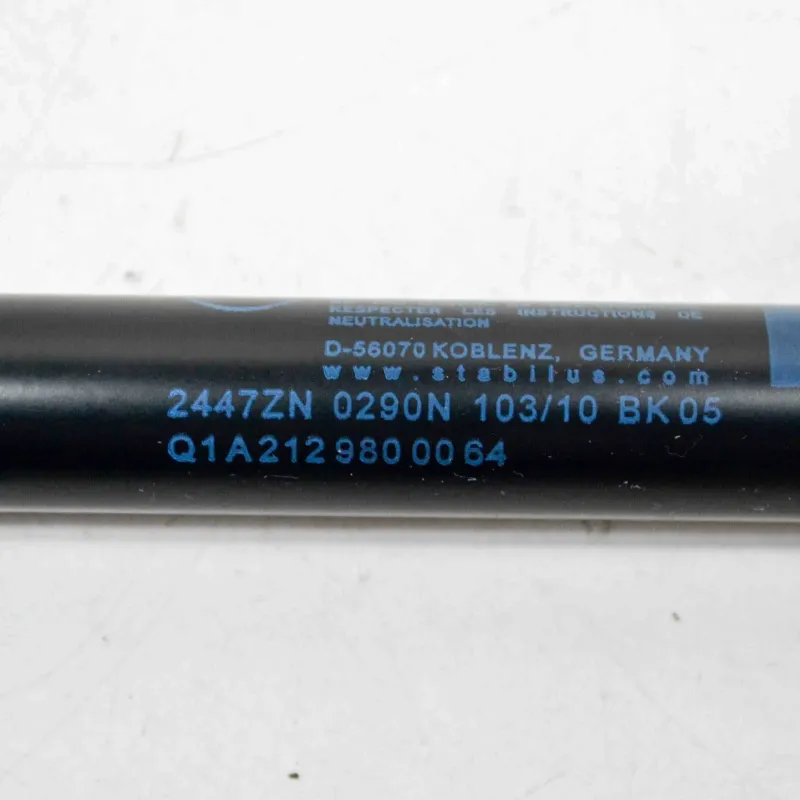 RESPECTER LES INSTRUCTIONS DE
NEUTRALISATION
D-56070 KOBLENZ, GERMANY
www.stabilus.com
2447ZN 0290N 103/10 BK05
Q1A212 980 00 64